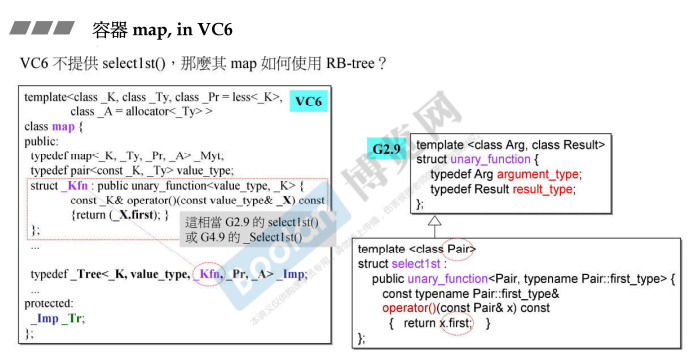 容器 map, in VC6
VC6 不提供 select1st()，那麼其 map 如何使用 RB-tree？
template<class _K, class _Ty, class _Pr = less<_K>,
class _A = allocator<_Ty> >
VC6
class map {
public:
typedef map<_K, _Ty, _Pr, _A> _Myt,
typedef pair<const _K, _Ty> value_type;
struct _Kfn : public unary_function<value_type, _K> {
const _K& operator()(const value_type& _X) const
{return (_X.first); }
};
這相當 G2.9 的 select1st()
或 G4.9 的 _Select1st()
...
typedef _Tree<_K, value_type, _Kfn, _Pr, _A> _Imp;
...
protected:
_Imp _Tr;
};
G2.9
template <class Arg, class Result>
struct unary_function {
typedef Arg argument_type;
typedef Result result_type;
};
template <class Pair>
struct select1st :
public unary_function<Pair, typename Pair::first_type> {
const typename Pair::first_type&
operator()(const Pair& x) const
{ return x.first; }
};
Boolan 博览网